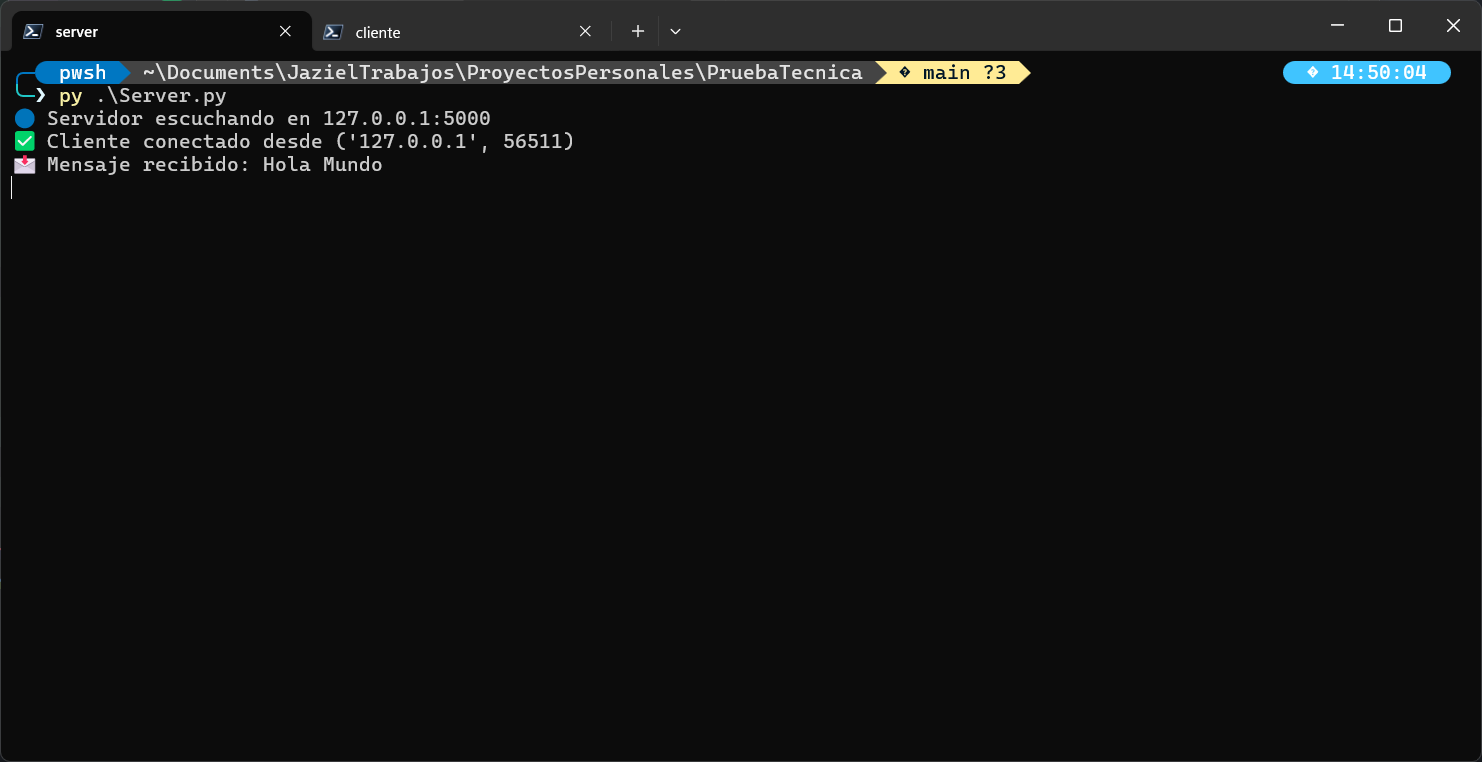 server
cliente
pwsh ~\Documents\JazielTrabajos\ProyectosPersonales\PruebaTecnica � main ?3 � 14:50:04
❯ py .\Server.py
🔵 Servidor escuchando en 127.0.0.1:5000
✅ Cliente conectado desde ('127.0.0.1', 56511)
📩 Mensaje recibido: Hola Mundo